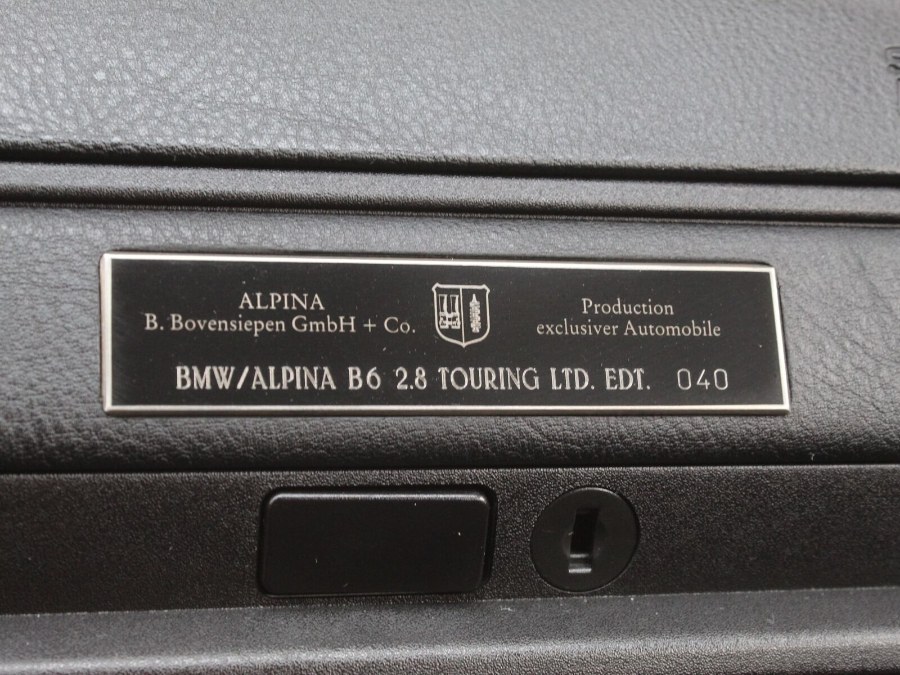 ALPINA
B. Bovensiepen GmbH + Co.
Production
exclusiver Automobile
BMW/ALPINA B6 2.8 TOURING LTD. EDT. 040